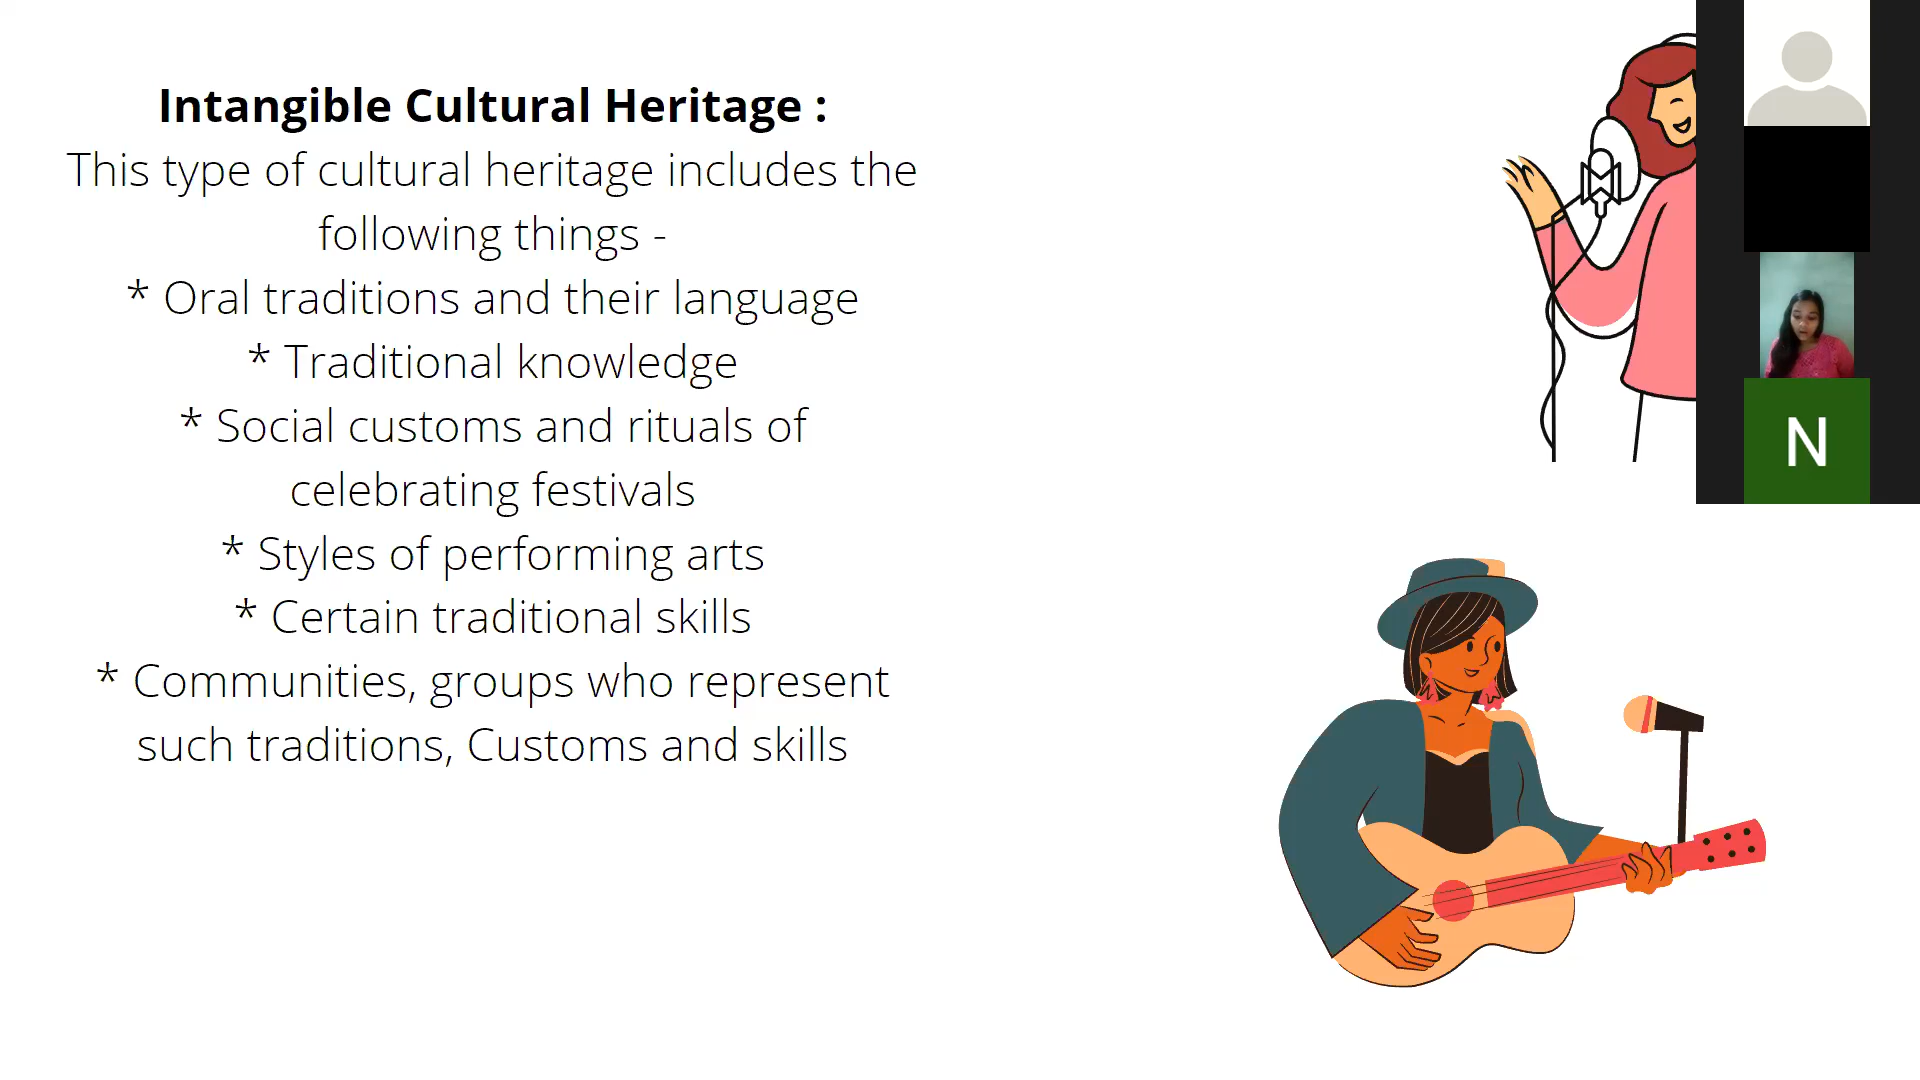 Intangible Cultural Heritage :
This type of cultural heritage includes the
following things -
* Oral traditions and their language
* Traditional knowledge
* Social customs and rituals of
celebrating festivals
* Styles of performing arts
* Certain traditional skills
* Communities, groups who represent
such traditions, Customs and skills
N